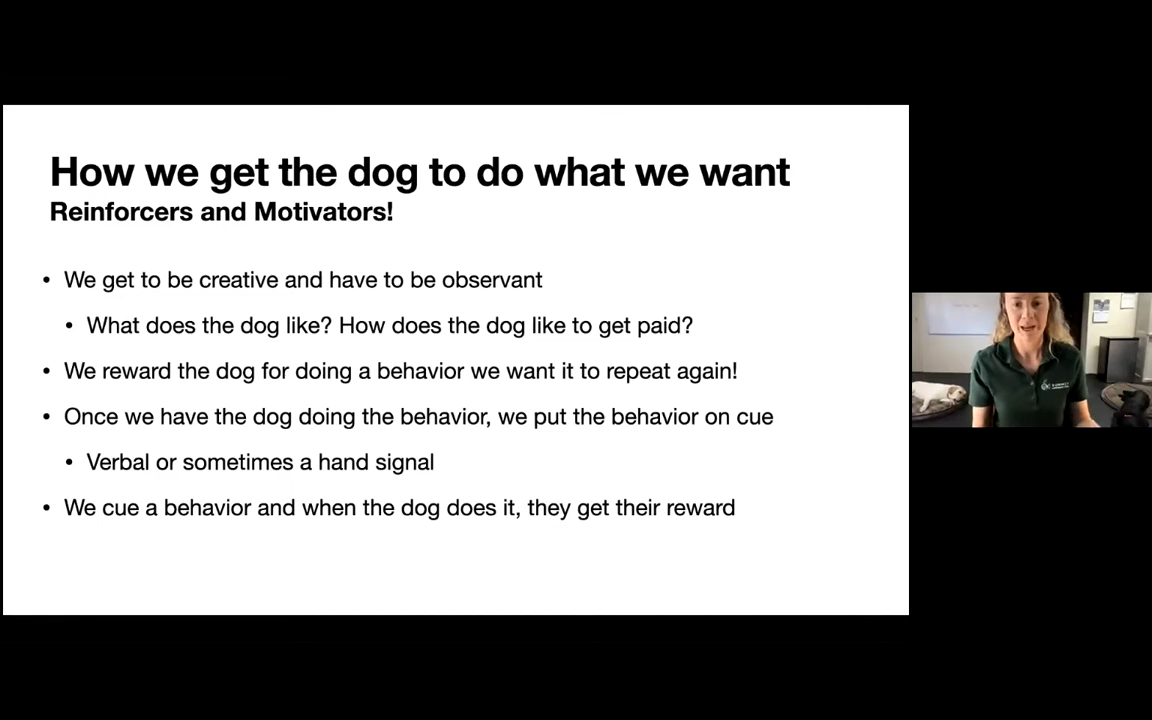 How we get the dog to do what we want
Reinforcers and Motivators!
• We get to be creative and have to be observant
• What does the dog like? How does the dog like to get paid?
• We reward the dog for doing a behavior we want it to repeat again!
• Once we have the dog doing the behavior, we put the behavior on cue
• Verbal or sometimes a hand signal
• We cue a behavior and when the dog does it, they get their reward